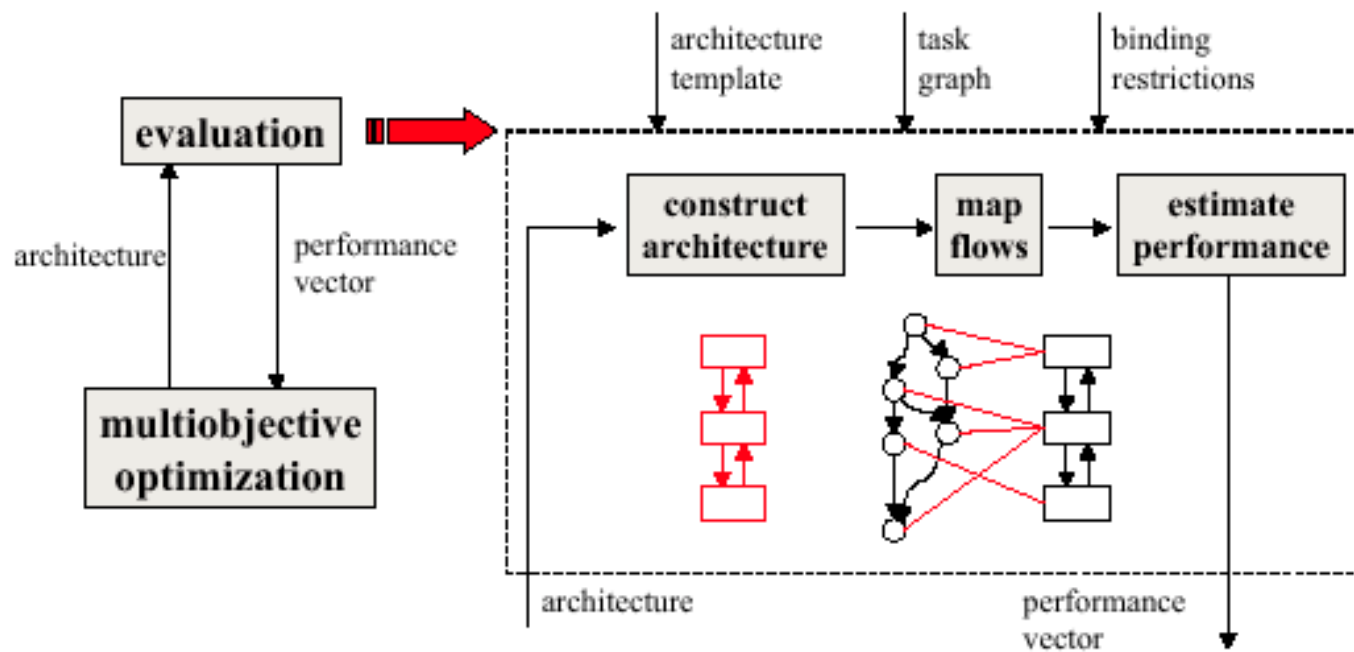 architecture
template
task
graph
binding
restrictions
evaluation
architecture
performance
vector
multiobjective
optimization
construct
architecture
map
flows
estimate
performance
architecture
performance
vector